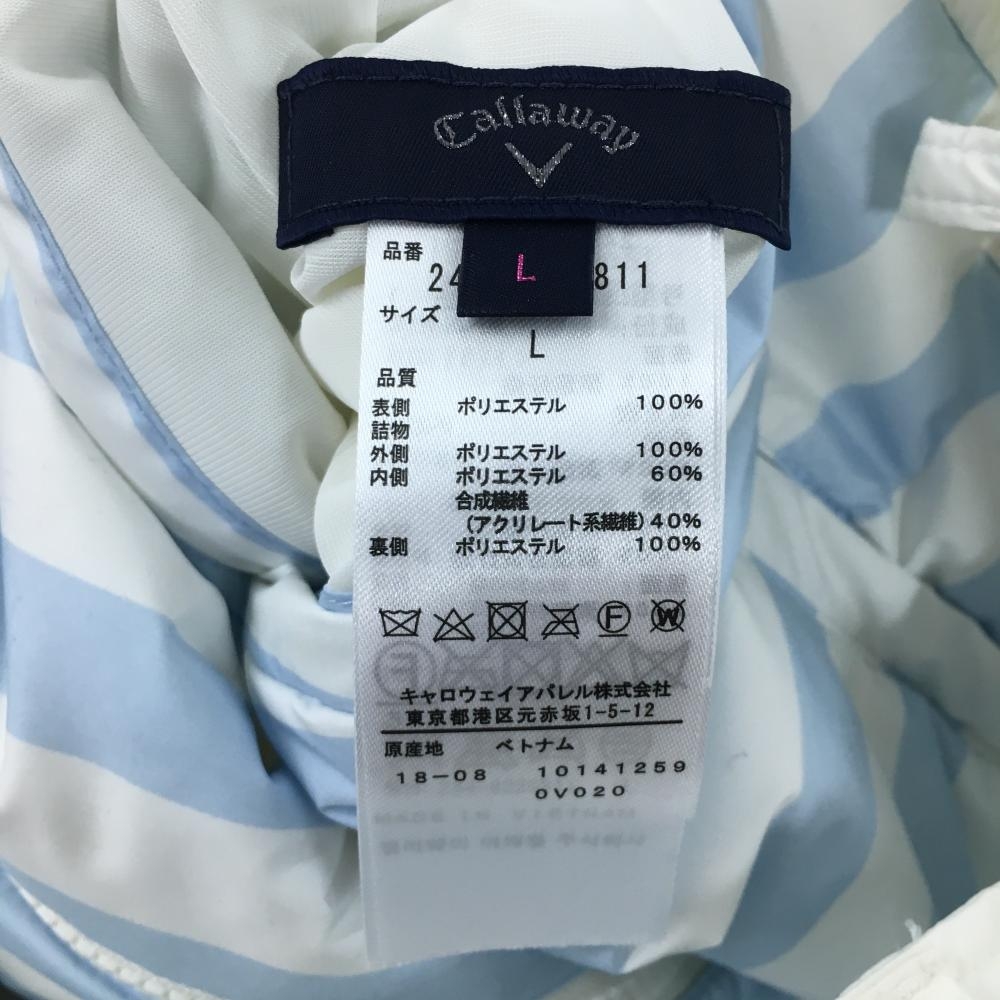 Callaway
L
品番
24 811
サイズ
L
品質
表側 ポリエステル 100%
詰物
外側 ポリエステル 100%
内側 ポリエステル 60%
合成繊維
(アクリレート系繊維)40%
裏側 ポリエステル 100%
F W
キャロウェイアパレル株式会社
東京都港区元赤坂1-5-12
原産地 ベトナム
18-08 10141259
0V020